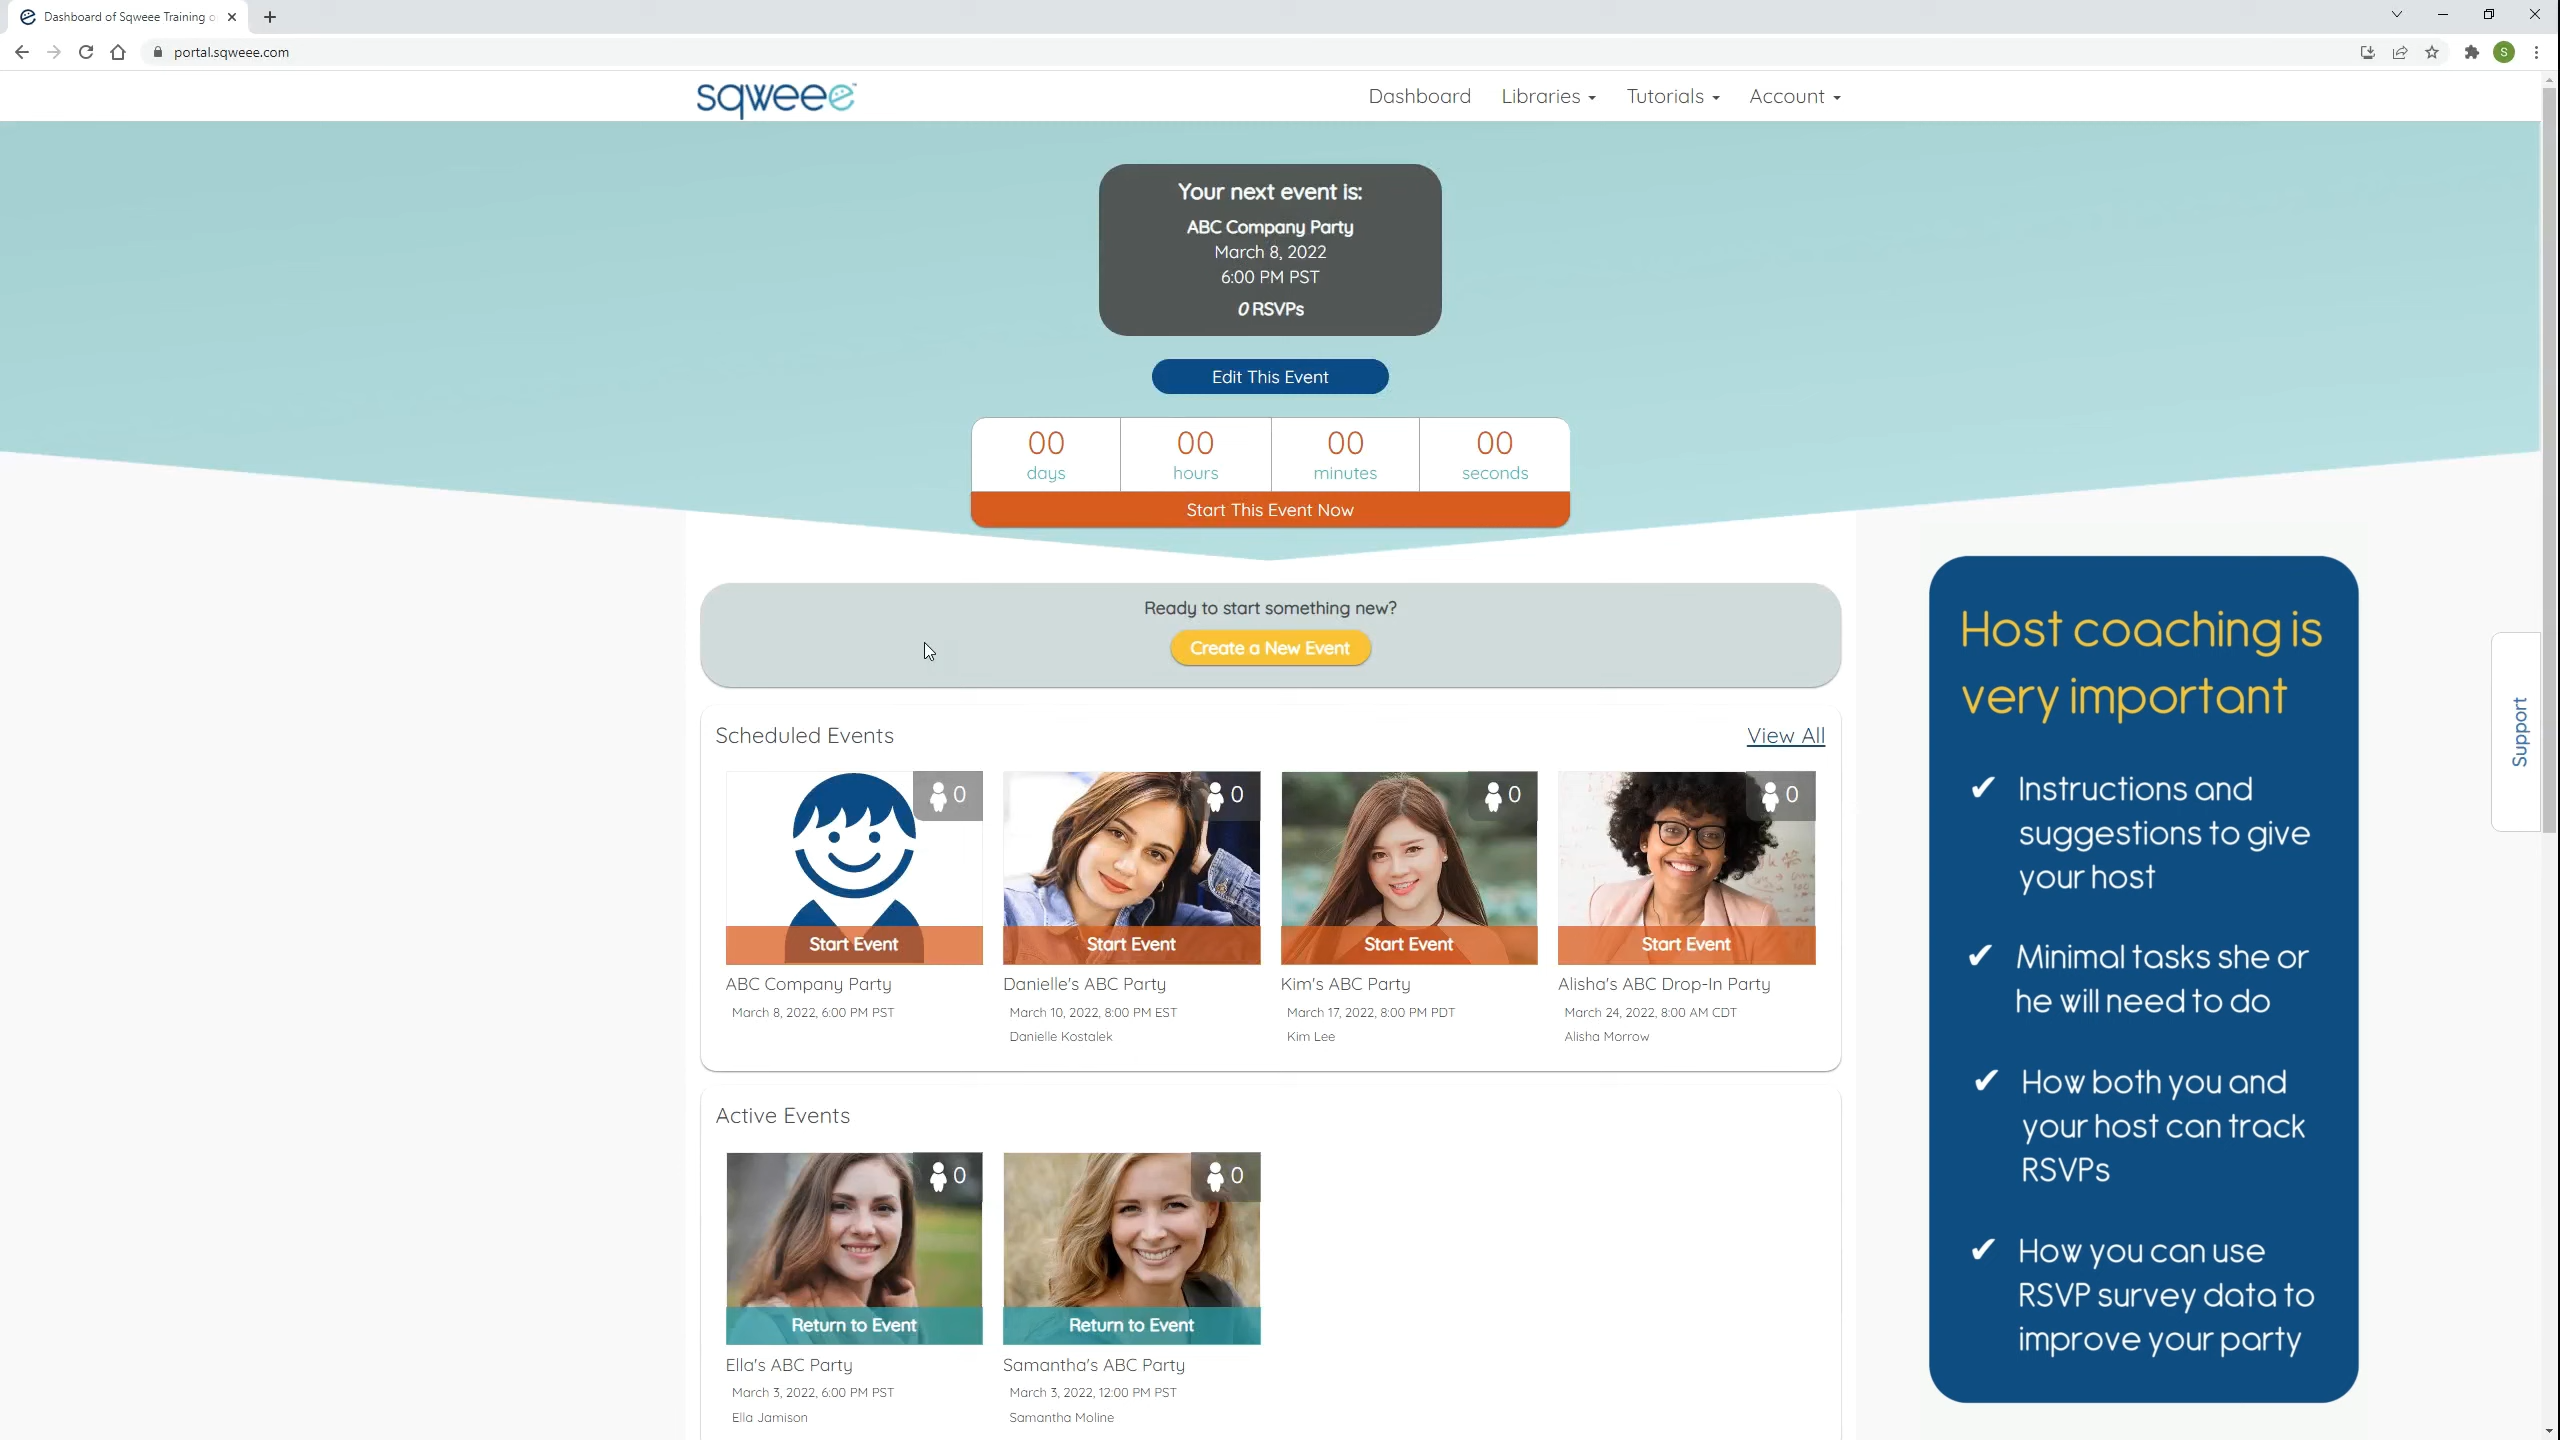 Dashboard of Sqweee Training o
portal.sqweee.com
S
sqweee™
Dashboard
Libraries
Tutorials
Account
Your next event is:
ABC Company Party
March 8, 2022
6:00 PM PST
0 RSVPs
Edit This Event
00 00 00 00
days hours minutes seconds
Start This Event Now
Ready to start something new?
Create a New Event
Scheduled Events
View All
0 0 0 0
Start Event Start Event Start Event Start Event
ABC Company Party Danielle's ABC Party Kim's ABC Party Alisha's ABC Drop-In Party
March 8, 2022, 6:00 PM PST March 10, 2022, 8:00 PM EST March 17, 2022, 8:00 PM PDT March 24, 2022, 8:00 AM CDT
Danielle Kostalek Kim Lee Alisha Morrow
Active Events
0 0
Return to Event Return to Event
Ella's ABC Party Samantha's ABC Party
March 3, 2022, 6:00 PM PST March 3, 2022, 12:00 PM PST
Ella Jamison Samantha Moline
Host coaching is
very important
✔ Instructions and
suggestions to give
your host
✔ Minimal tasks she or
he will need to do
✔ How both you and
your host can track
RSVPs
✔ How you can use
RSVP survey data to
improve your party
Support